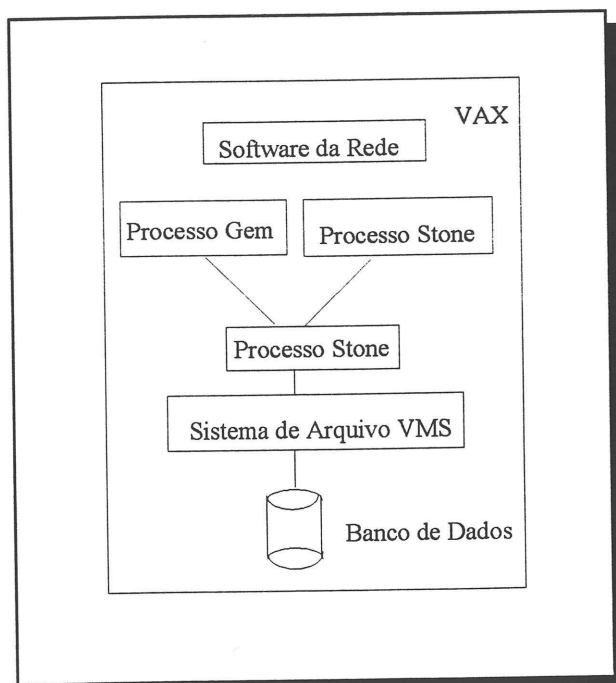 VAX
Software da Rede
Processo Gem
Processo Stone
Processo Stone
Sistema de Arquivo VMS
Banco de Dados